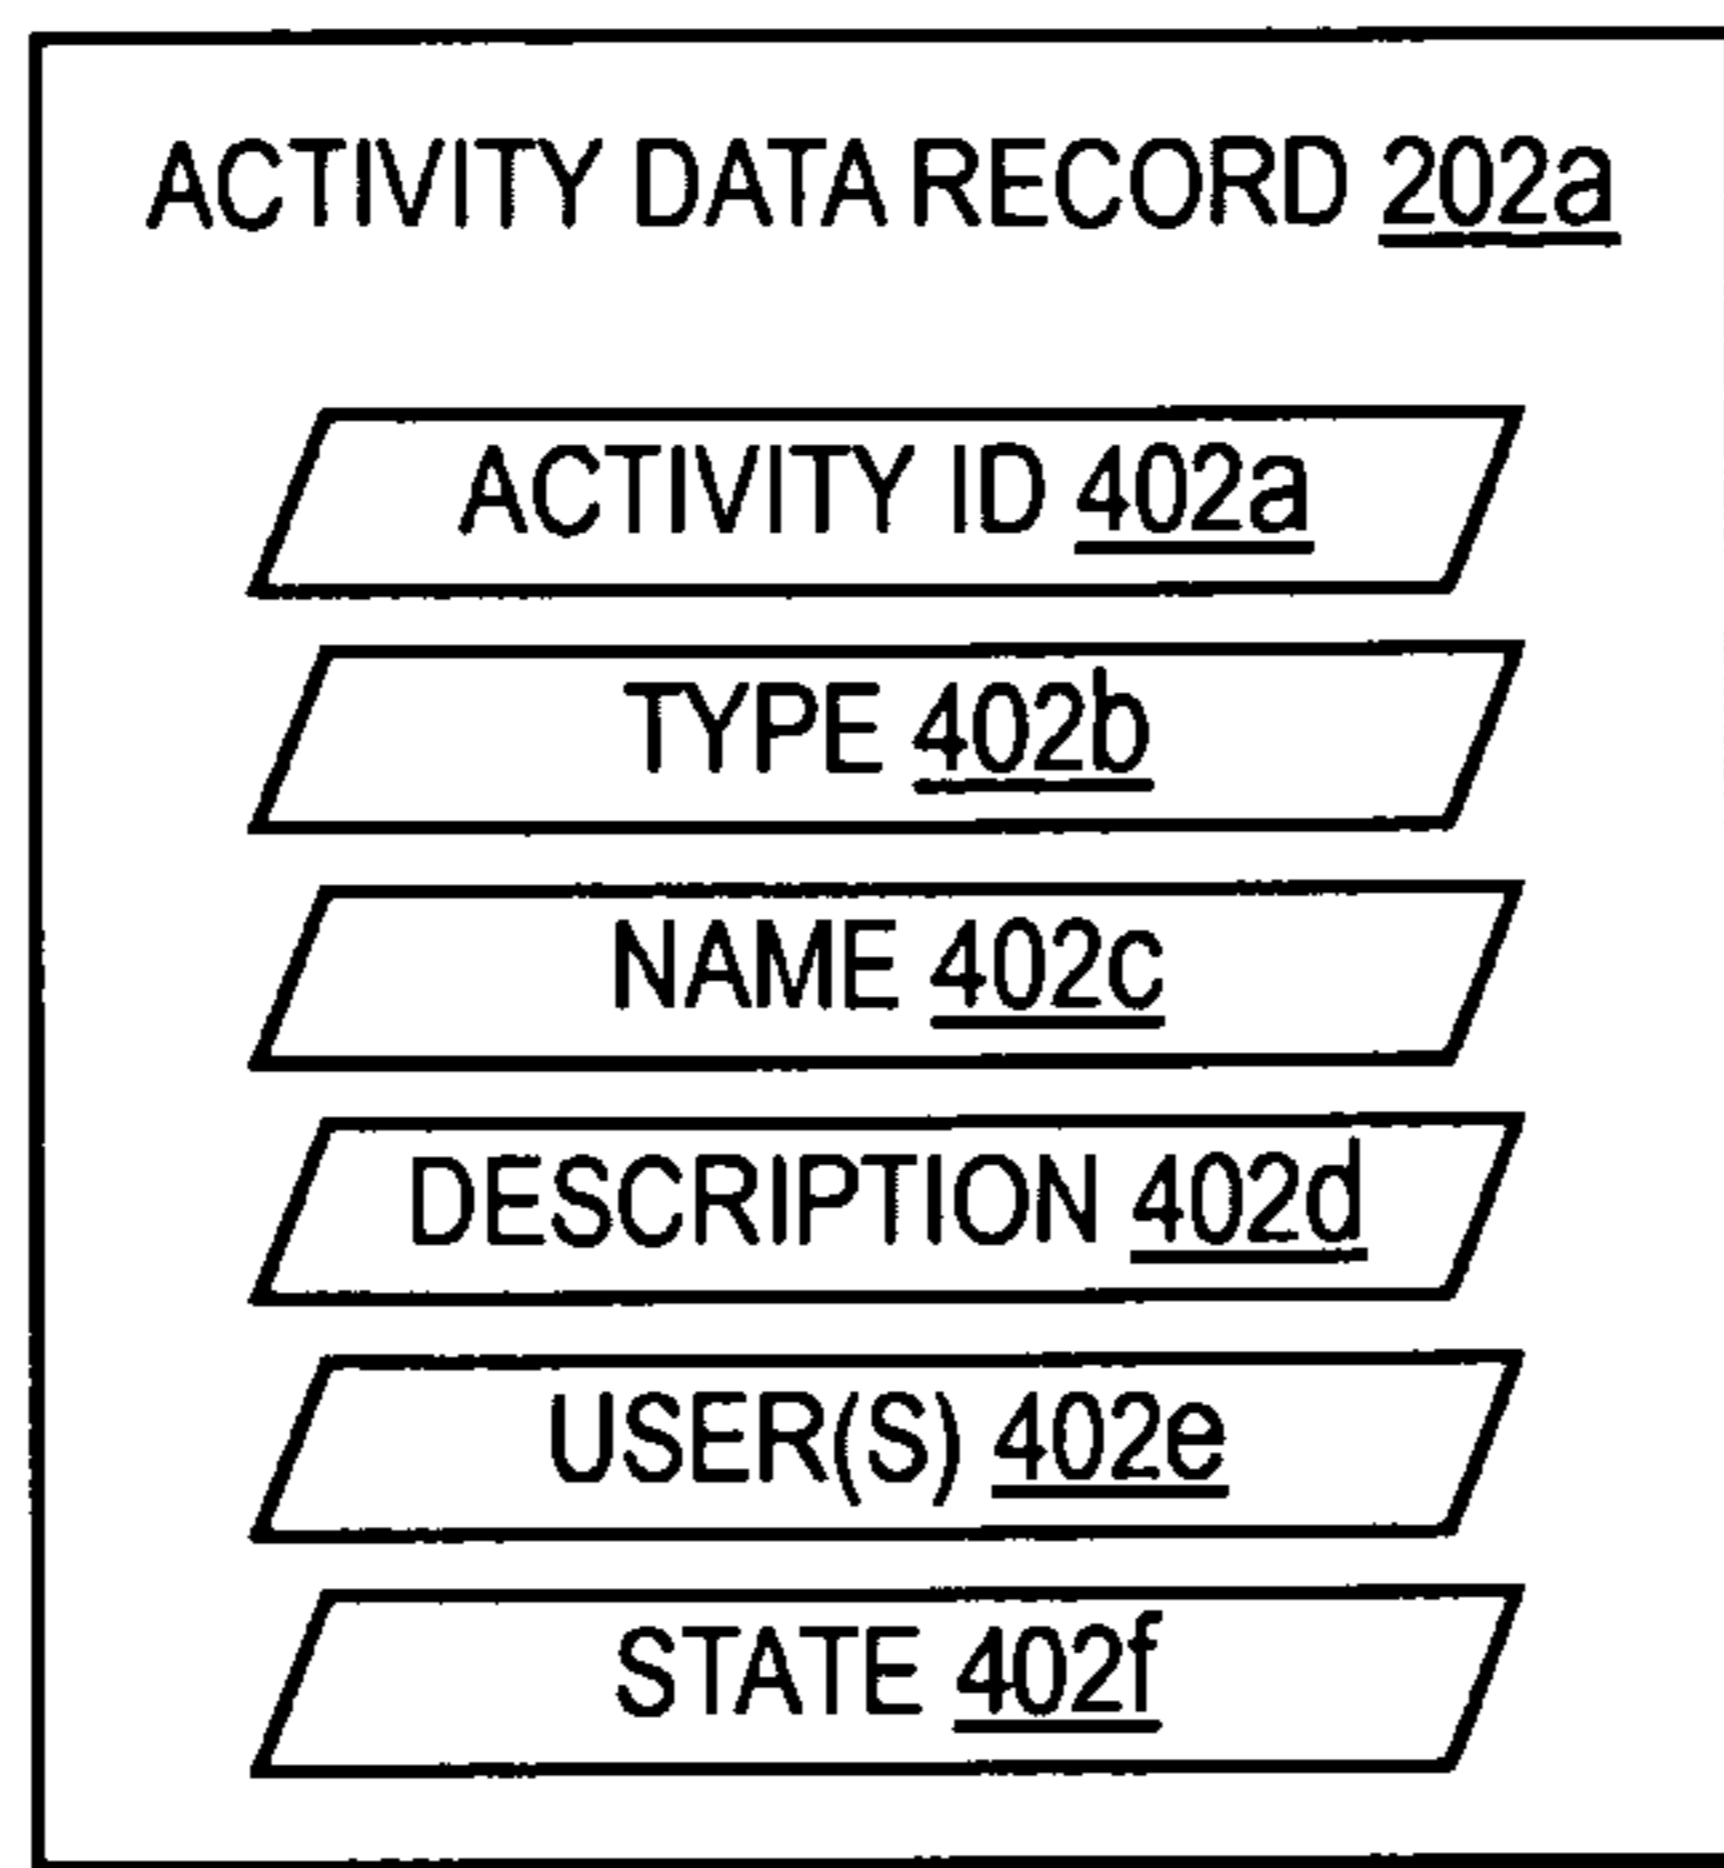 ACTIVITY DATA RECORD 202a
ACTIVITY ID 402a
TYPE 402b
NAME 402c
DESCRIPTION 402d
USER(S) 402e
STATE 402f